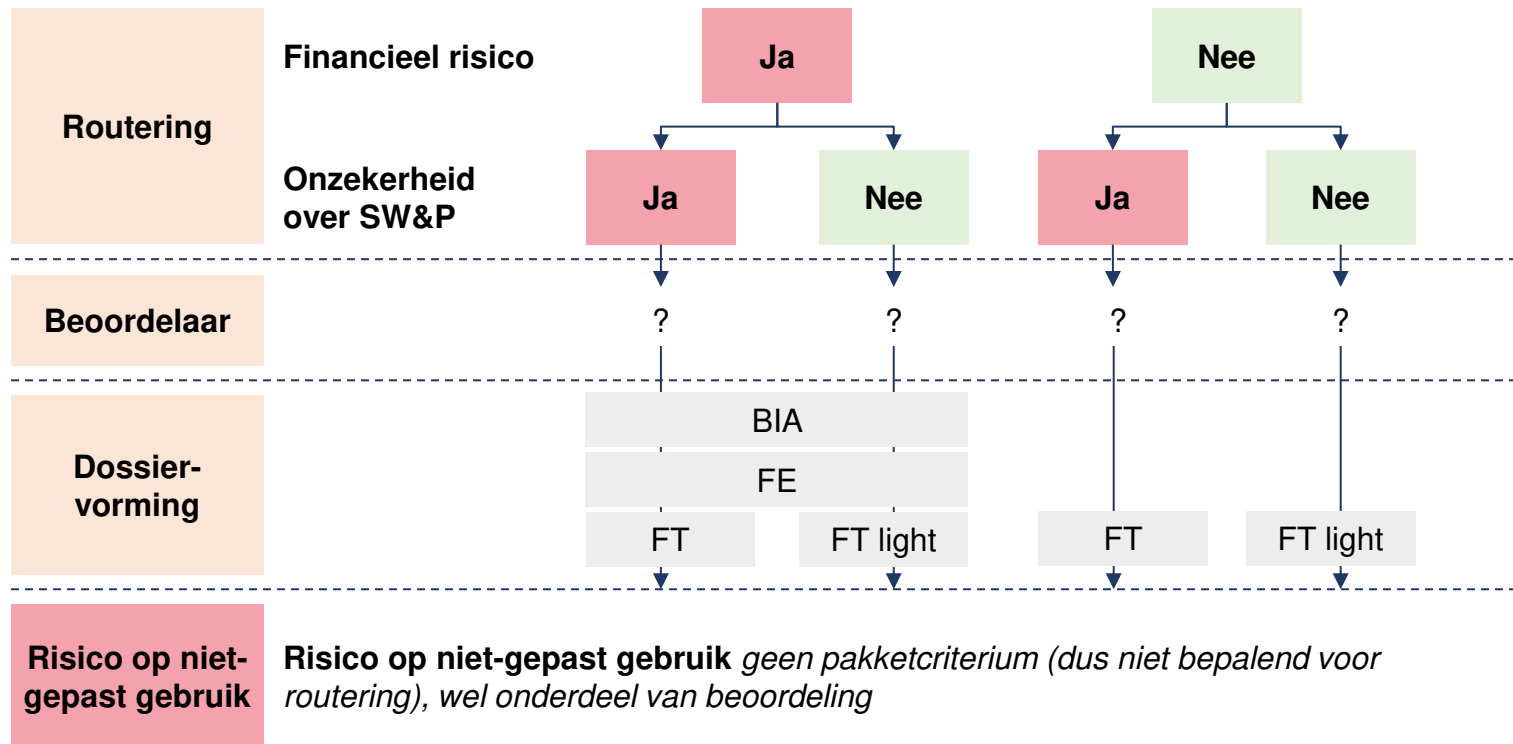 Routering
Financieel risico
Ja
Nee
Onzekerheid
over SW&P
Ja
Nee
Ja
Nee
Beoordelaar
?
?
?
?
Dossier-
vorming
BIA
FE
FT
FT light
FT
FT light
Risico op niet-
gepast gebruik
Risico op niet-gepast gebruik geen pakketcriterium (dus niet bepalend voor
routering), wel onderdeel van beoordeling